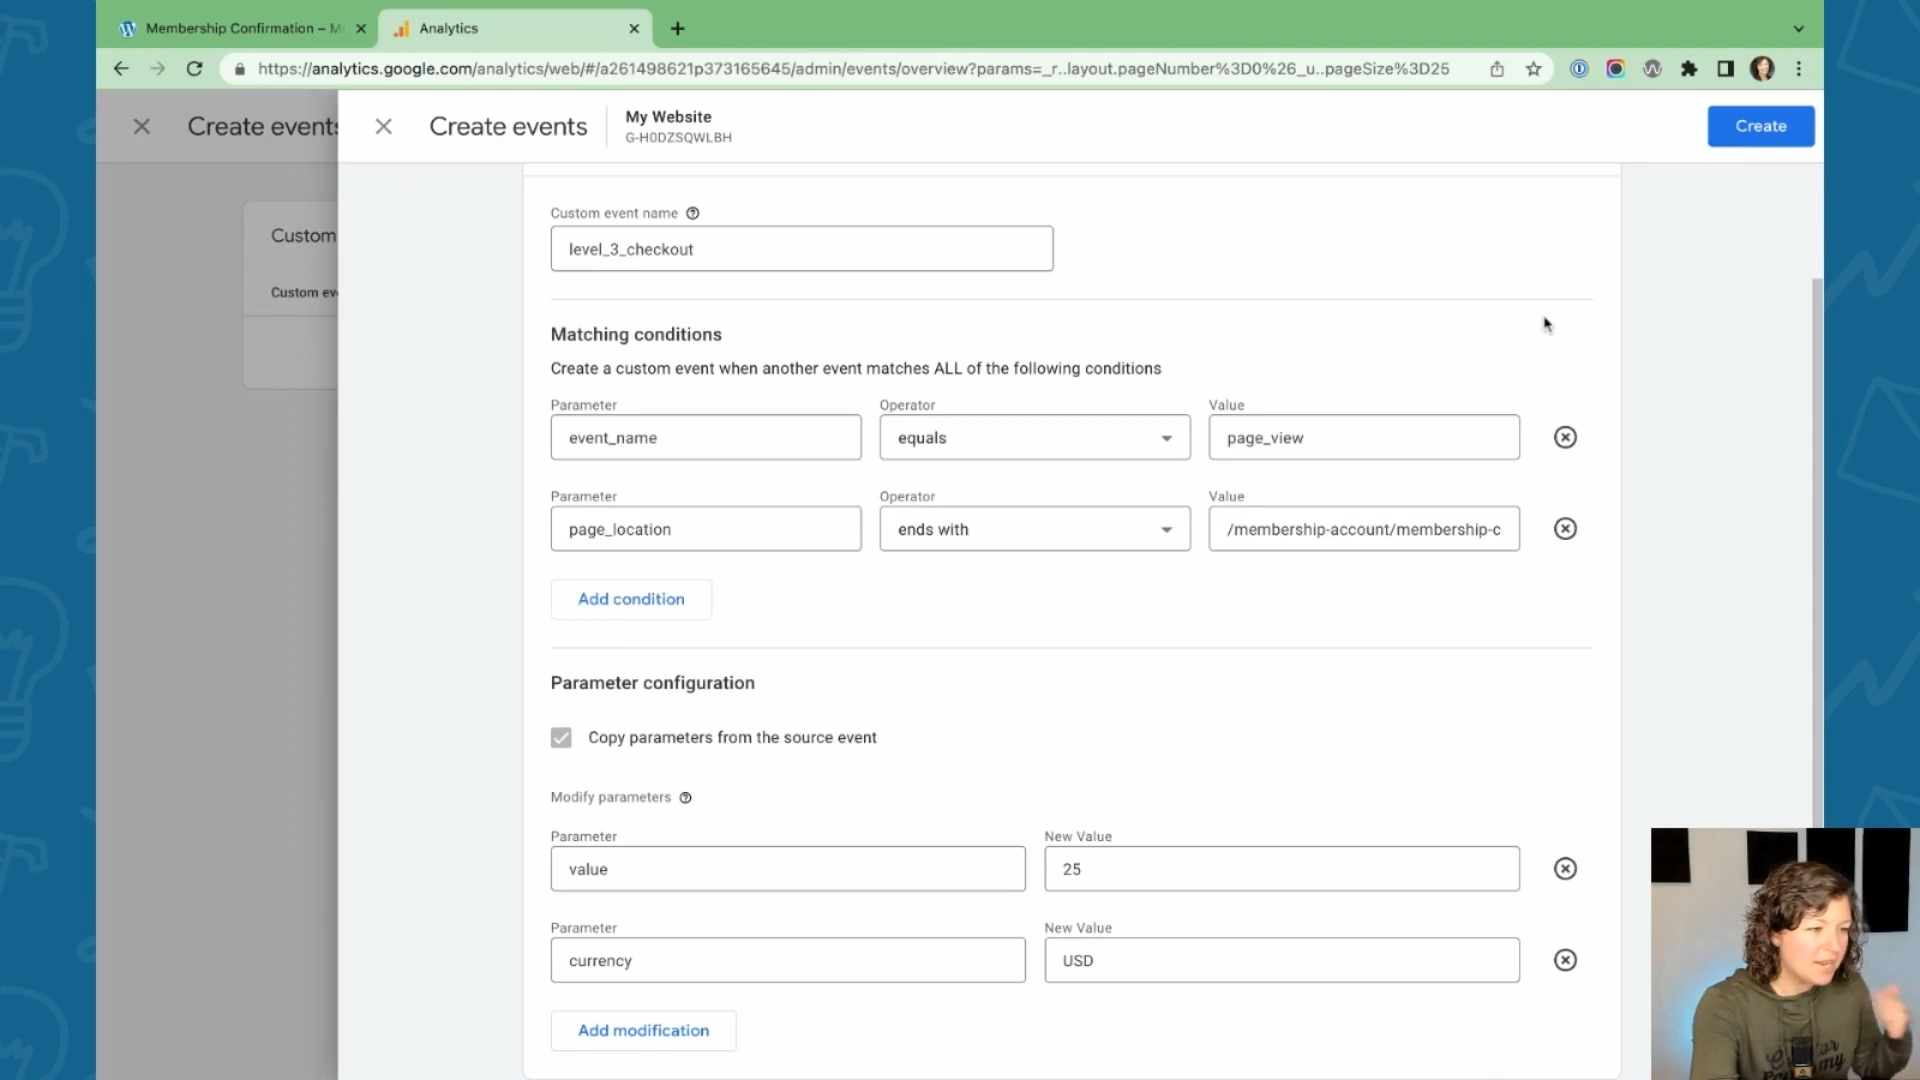 Membership Confirmation – M
Analytics
https://analytics.google.com/analytics/web/#/a261498621p373165645/admin/events/overview?params=_r..layout.pageNumber%3D0%26_u..pageSize%3D25
Create events
Create events
My Website
G-H0DZSQWLBH
Create
Custom
Custom ev
Custom event name
level_3_checkout
Matching conditions
Create a custom event when another event matches ALL of the following conditions
Parameter Operator Value
event_name equals page_view
Parameter Operator Value
page_location ends with /membership-account/membership-c
Add condition
Parameter configuration
Copy parameters from the source event
Modify parameters
Parameter New Value
value 25
Parameter New Value
currency USD
Add modification